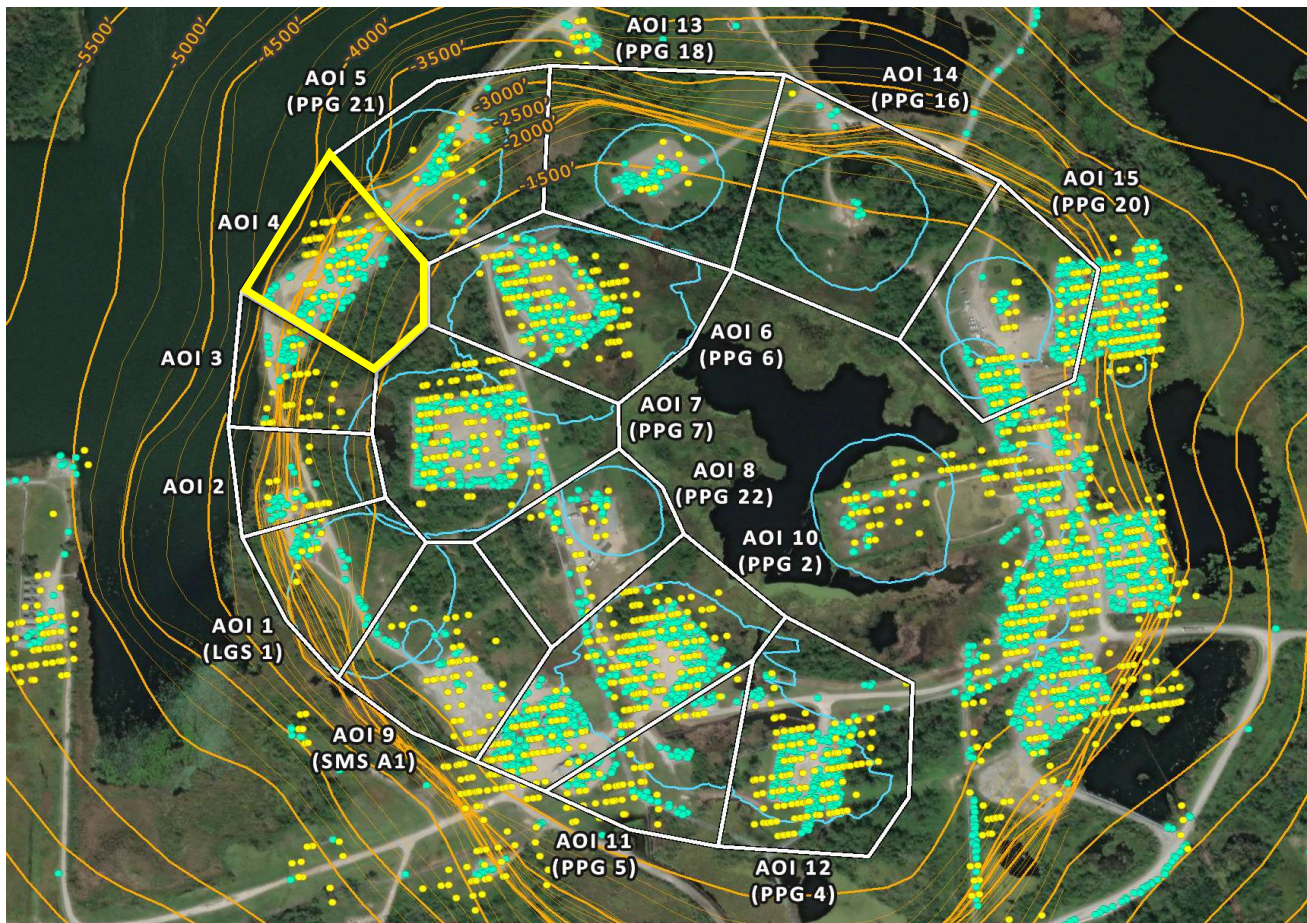 -5500'
-5000'
-4500'
-4000'
-3500'
-3000'
-2500'
-2000'
-1500'
AOI 13
(PPG 18)
AOI 5
(PPG 21)
AOI 14
(PPG 16)
AOI 15
(PPG 20)
AOI 4
AOI 3
AOI 6
(PPG 6)
AOI 7
(PPG 7)
AOI 8
(PPG 22)
AOI 2
AOI 10
(PPG 2)
AOI 1
(LGS 1)
AOI 9
(SMS A1)
AOI 11
(PPG 5)
AOI 12
(PPG 4)